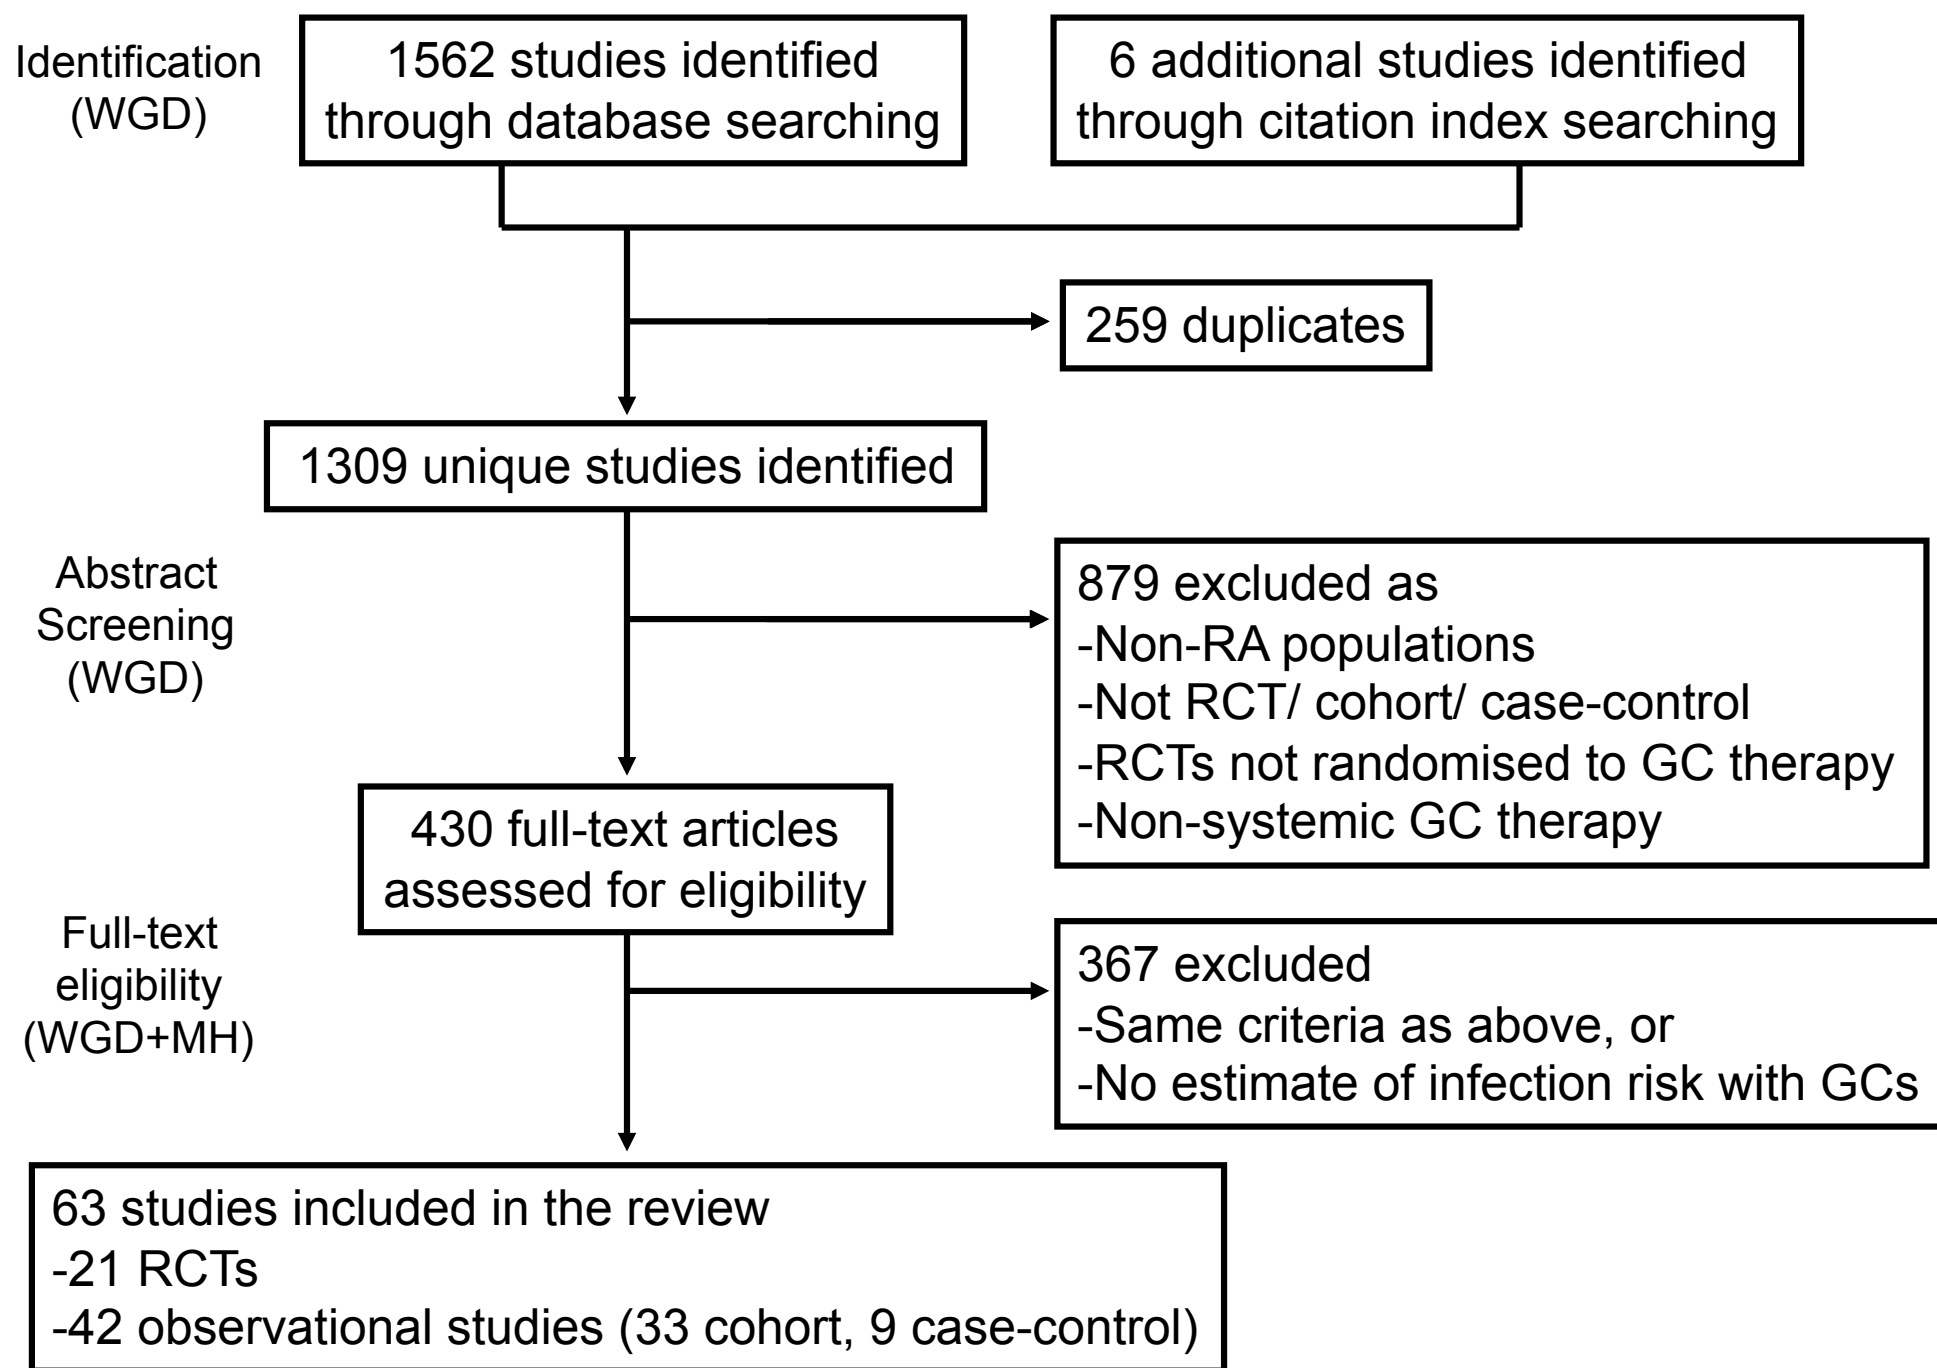 Identification
(WGD)
1562 studies identified
through database searching
6 additional studies identified
through citation index searching
259 duplicates
1309 unique studies identified
Abstract
Screening
(WGD)
879 excluded as
-Non-RA populations
-Not RCT/ cohort/ case-control
-RCTs not randomised to GC therapy
-Non-systemic GC therapy
430 full-text articles
assessed for eligibility
Full-text
eligibility
(WGD+MH)
367 excluded
-Same criteria as above, or
-No estimate of infection risk with GCs
63 studies included in the review
-21 RCTs
-42 observational studies (33 cohort, 9 case-control)